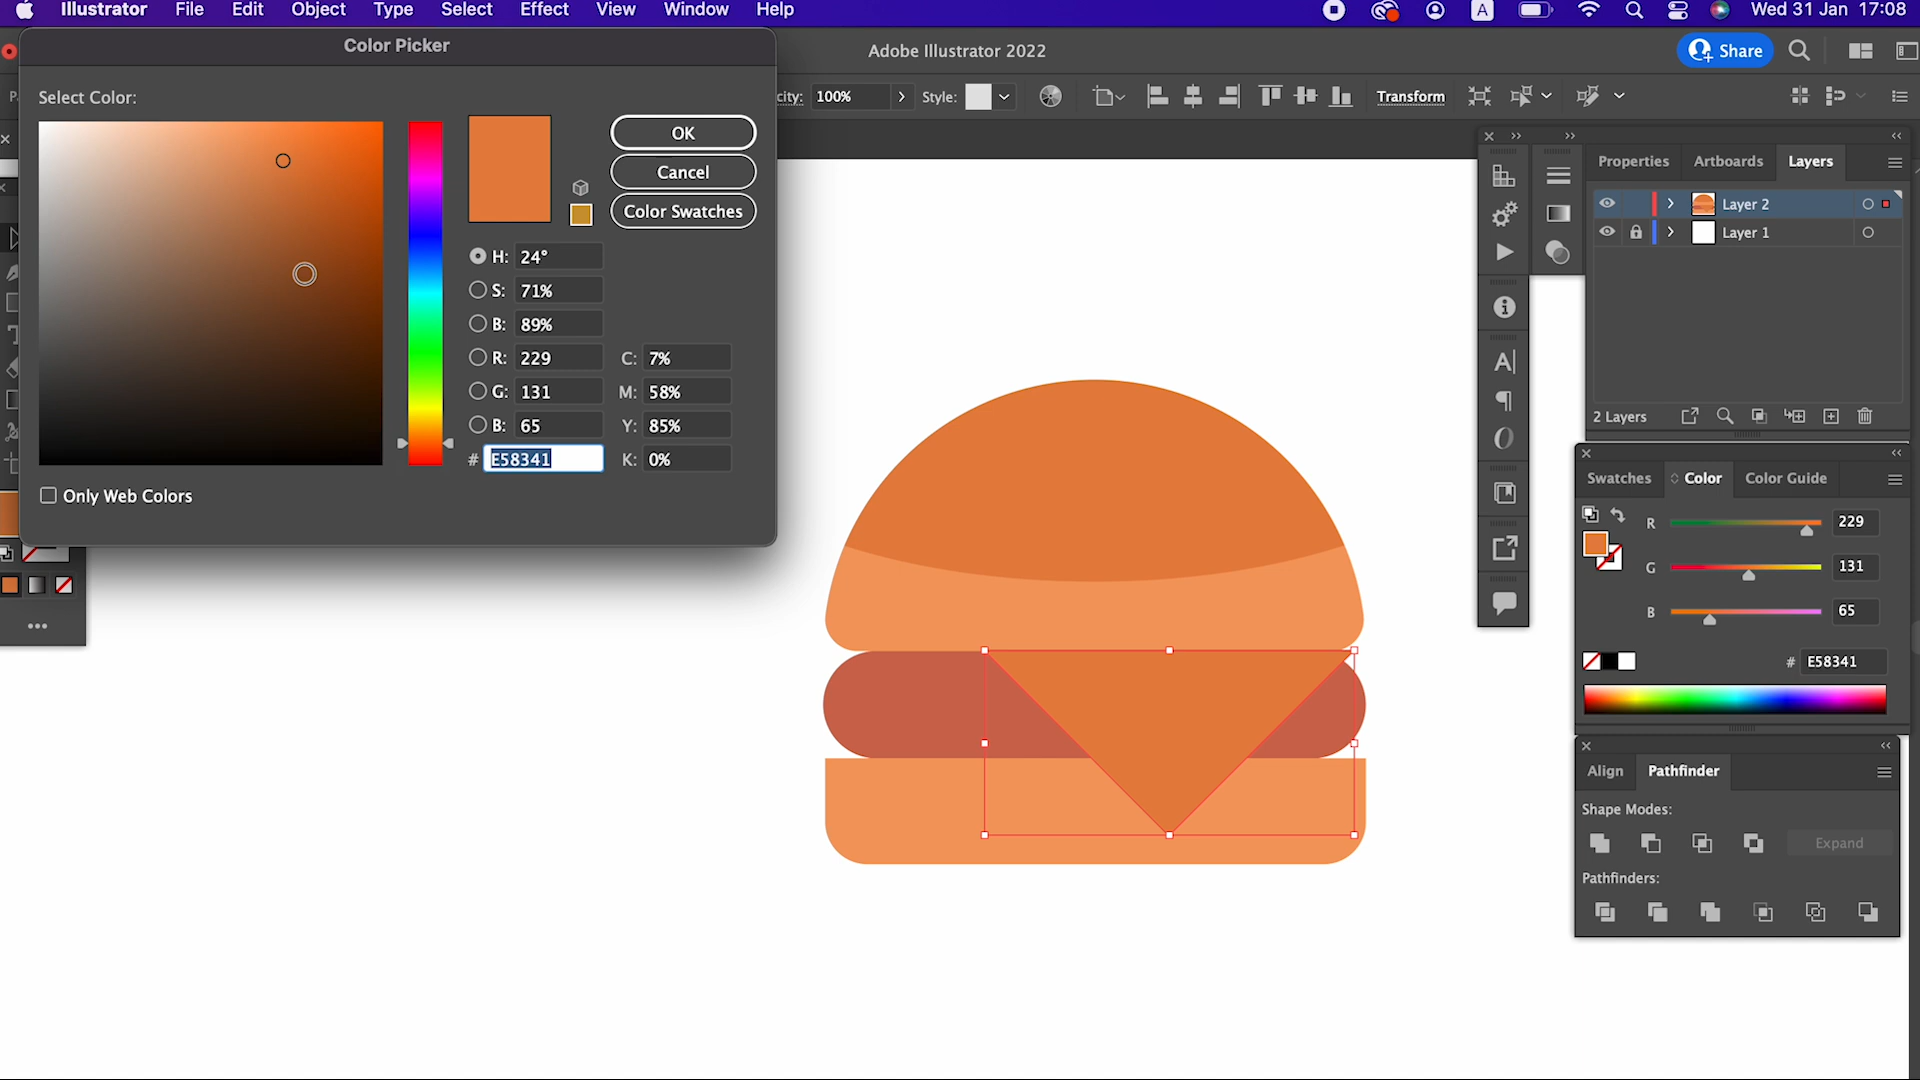 Illustrator File Edit Object Type Select Effect View Window Help A Wed 31 Jan 17:08
Color Picker
Adobe Illustrator 2022
Share
Select Color:
city: 100% Style: Transform
OK
Cancel
Color Swatches
H: 24°
S: 71%
B: 89%
R: 229 C: 7%
G: 131 M: 58%
B: 65 Y: 85%
# E58341 K: 0%
Only Web Colors
Properties Artboards Layers
Layer 2
Layer 1
2 Layers
Swatches Color Color Guide
R 229
G 131
B 65
# E58341
Align Pathfinder
Shape Modes:
Expand
Pathfinders: